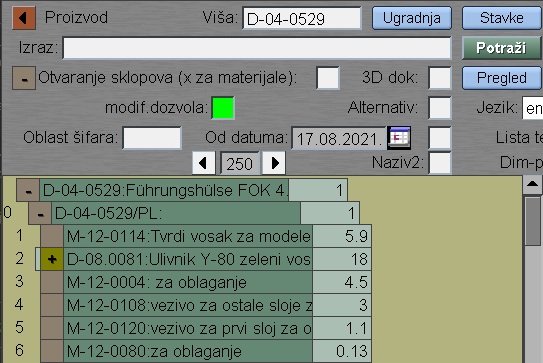 Proizvod Viša: D-04-0529 Ugradnja Stavke
Izraz: Potraži
- Otvaranje sklopova (x za materijale): 3D dok: Pregled
modif.dozvola: Alternativ: Jezik: en
Oblast šifara: Od datuma: 17.08.2021. Lista te
250 Naziv2: Dim-p
- D-04-0529:Führungshülse FOK 4. 1
0 - D-04-0529/PL: 1
1 M-12-0114:Tvrdi vosak za modele 5.9
2 + D-08.0081:Ulivnik Y-80 zeleni vos 18
3 M-12-0004: za oblaganje 4.5
4 M-12-0108:vezivo za ostale sloje z 3
5 M-12-0120:vezivo za prvi sloj za o 1.1
6 M-12-0080:za oblaganje 0.13